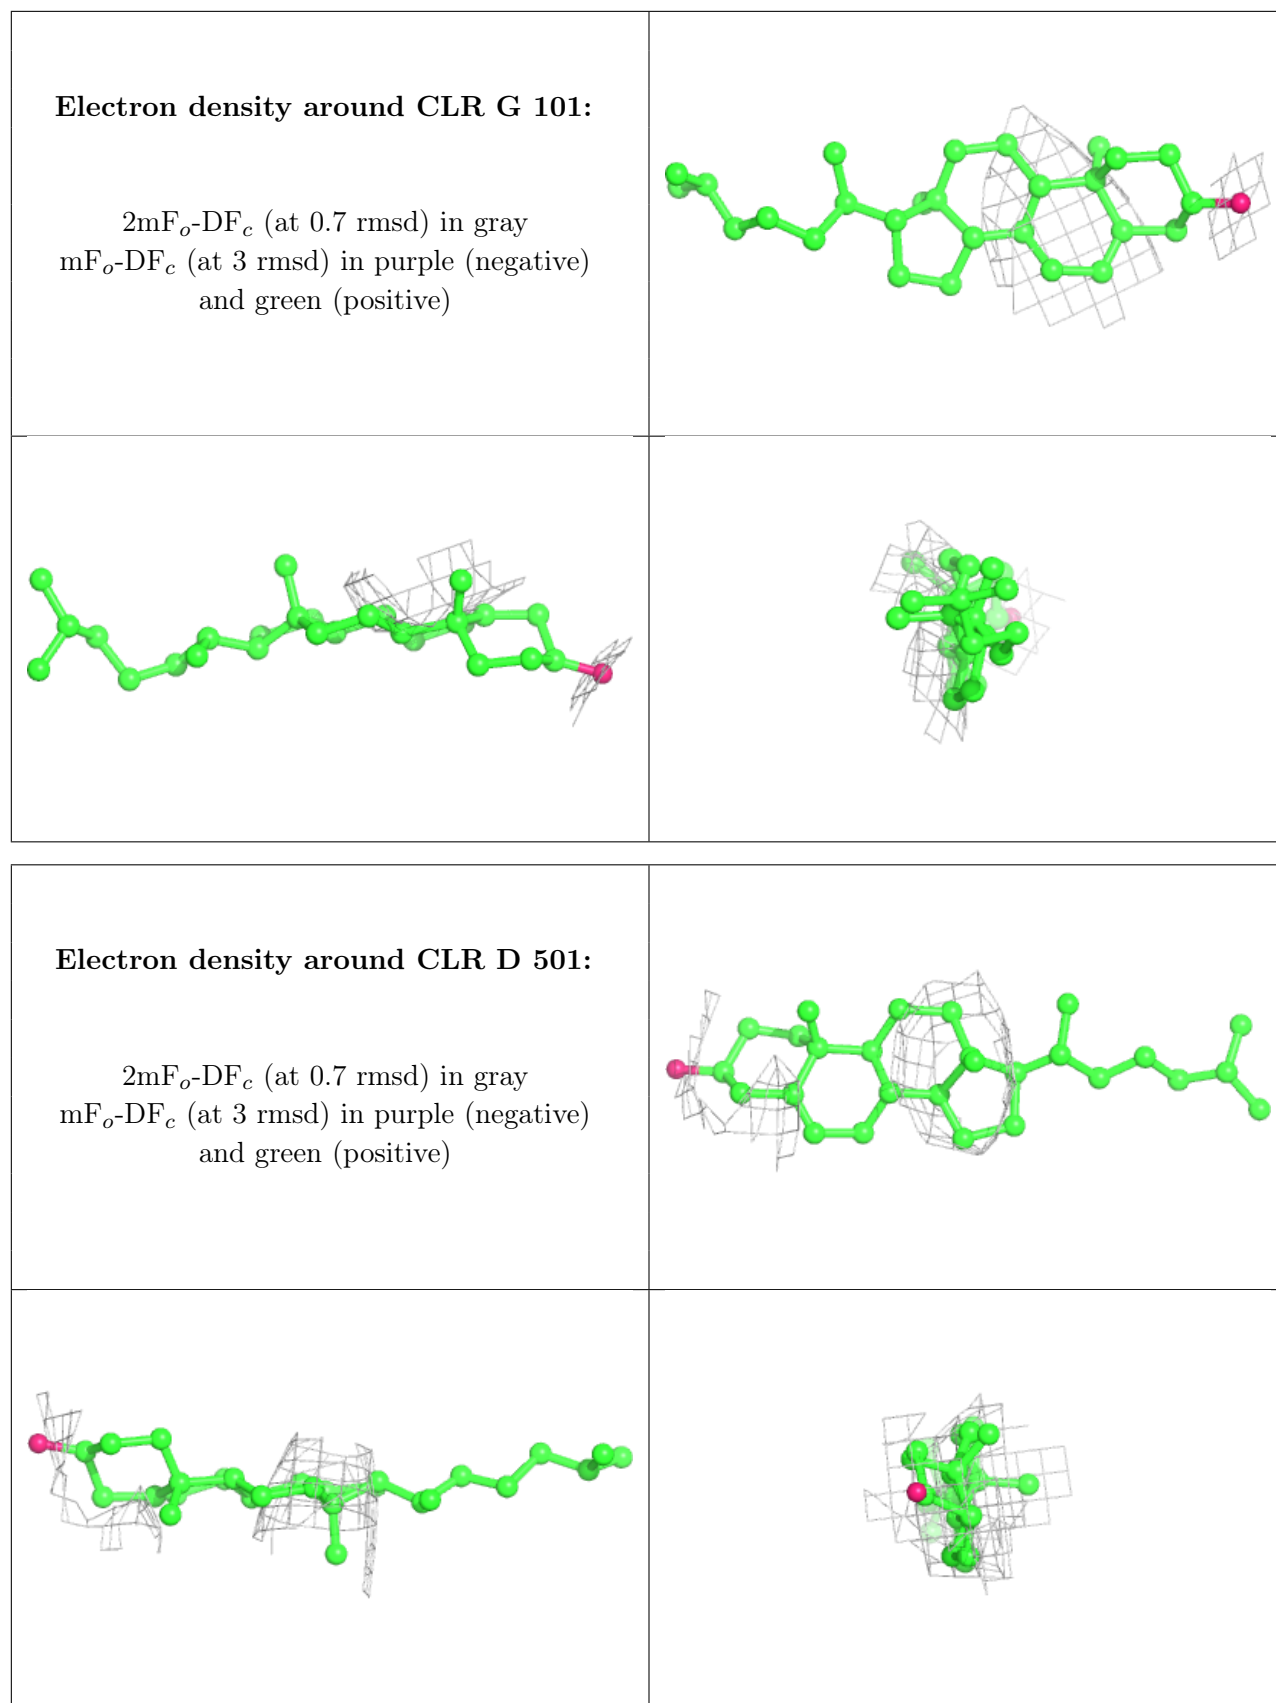 Electron density around CLR G 101:
2mFₒ-DF𝒸 (at 0.7 rmsd) in gray
mFₒ-DF𝒸 (at 3 rmsd) in purple (negative)
and green (positive)
Electron density around CLR D 501:
2mFₒ-DF𝒸 (at 0.7 rmsd) in gray
mFₒ-DF𝒸 (at 3 rmsd) in purple (negative)
and green (positive)